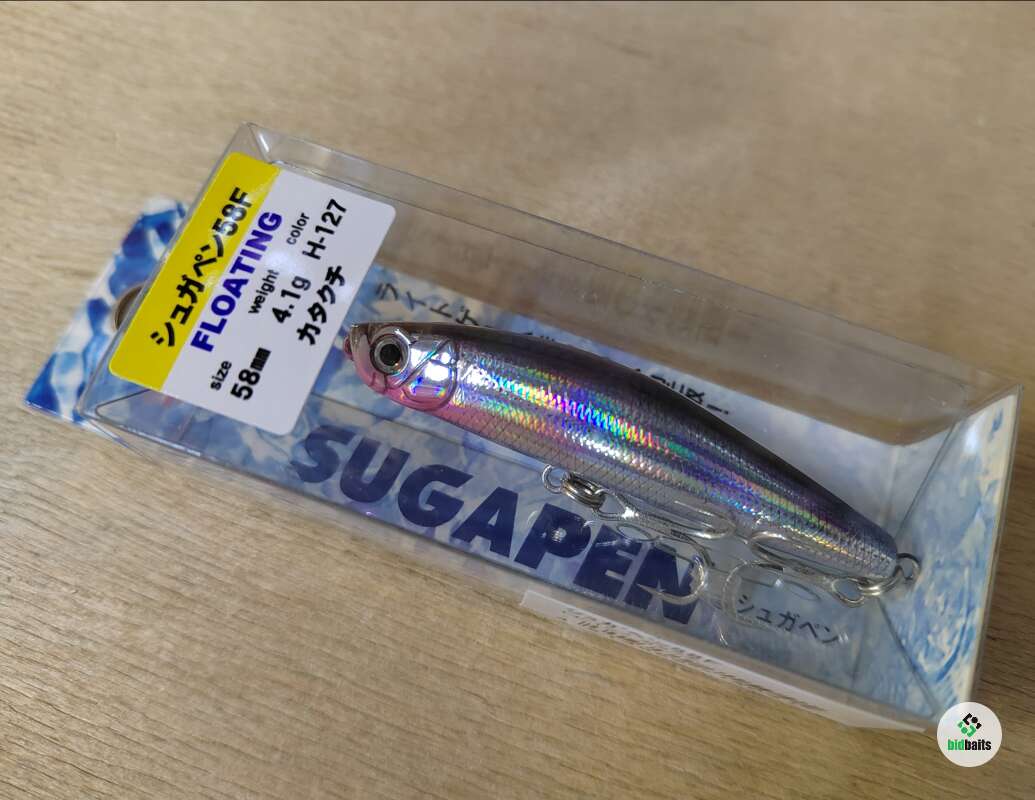 シュガペン58F
FLOATING
size
58㎜
weight
4.1g
color
H-127
カタクチ
SUGAPEN
シュガペン
bidbaits